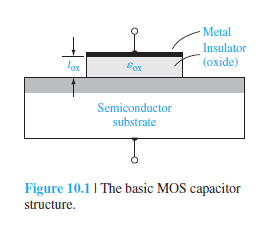 Metal
Insulator
(oxide)
tox
εox
Semiconductor
substrate
Figure 10.1 | The basic MOS capacitor
structure.